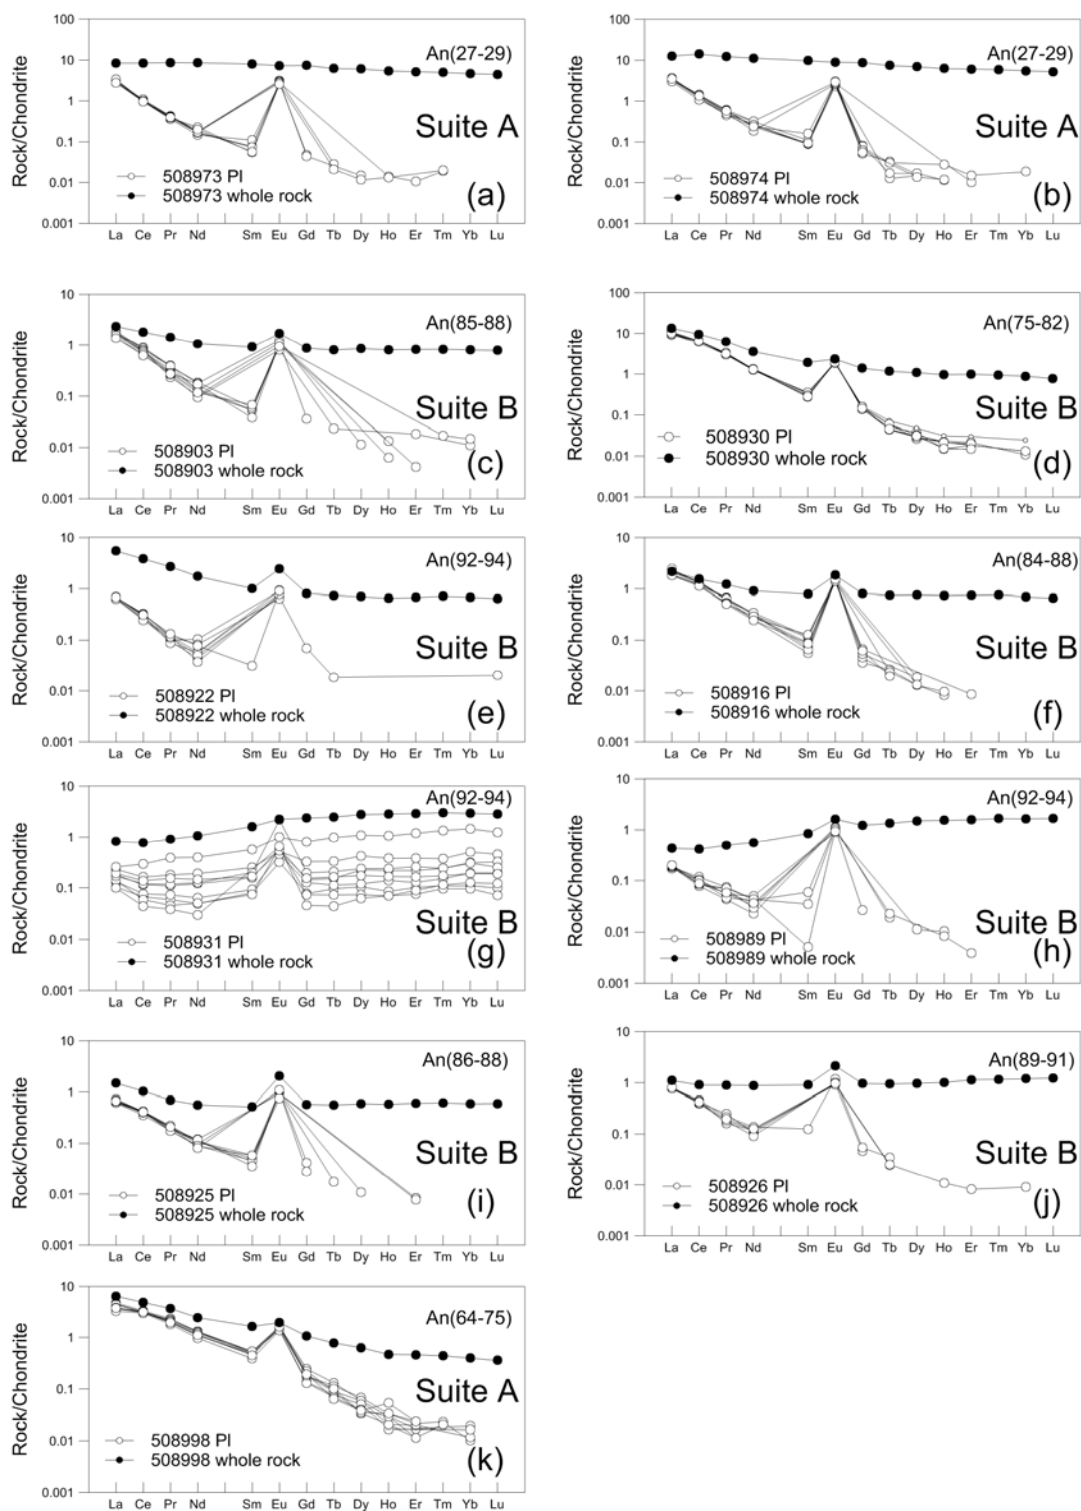 Rock/Chondrite
100
10
1
0.1
0.01
0.001
An(27-29)
Suite A
508973 Pl
508973 whole rock
(a)
La Ce Pr Nd Sm Eu Gd Tb Dy Ho Er Tm Yb Lu
Rock/Chondrite
100
10
1
0.1
0.01
0.001
An(27-29)
Suite A
508974 Pl
508974 whole rock
(b)
La Ce Pr Nd Sm Eu Gd Tb Dy Ho Er Tm Yb Lu
Rock/Chondrite
10
1
0.1
0.01
0.001
An(85-88)
Suite B
508903 Pl
508903 whole rock
(c)
La Ce Pr Nd Sm Eu Gd Tb Dy Ho Er Tm Yb Lu
Rock/Chondrite
100
10
1
0.1
0.01
0.001
An(75-82)
Suite B
508930 Pl
508930 whole rock
(d)
La Ce Pr Nd Sm Eu Gd Tb Dy Ho Er Tm Yb Lu
Rock/Chondrite
10
1
0.1
0.01
0.001
An(92-94)
Suite B
508922 Pl
508922 whole rock
(e)
La Ce Pr Nd Sm Eu Gd Tb Dy Ho Er Tm Yb Lu
Rock/Chondrite
10
1
0.1
0.01
0.001
An(84-88)
Suite B
508916 Pl
508916 whole rock
(f)
La Ce Pr Nd Sm Eu Gd Tb Dy Ho Er Tm Yb Lu
Rock/Chondrite
10
1
0.1
0.01
0.001
An(92-94)
Suite B
508931 Pl
508931 whole rock
(g)
La Ce Pr Nd Sm Eu Gd Tb Dy Ho Er Tm Yb Lu
Rock/Chondrite
10
1
0.1
0.01
0.001
An(92-94)
Suite B
508989 Pl
508989 whole rock
(h)
La Ce Pr Nd Sm Eu Gd Tb Dy Ho Er Tm Yb Lu
Rock/Chondrite
10
1
0.1
0.01
0.001
An(86-88)
Suite B
508925 Pl
508925 whole rock
(i)
La Ce Pr Nd Sm Eu Gd Tb Dy Ho Er Tm Yb Lu
Rock/Chondrite
10
1
0.1
0.01
0.001
An(89-91)
Suite B
508926 Pl
508926 whole rock
(j)
La Ce Pr Nd Sm Eu Gd Tb Dy Ho Er Tm Yb Lu
Rock/Chondrite
10
1
0.1
0.01
0.001
An(64-75)
Suite A
508998 Pl
508998 whole rock
(k)
La Ce Pr Nd Sm Eu Gd Tb Dy Ho Er Tm Yb Lu